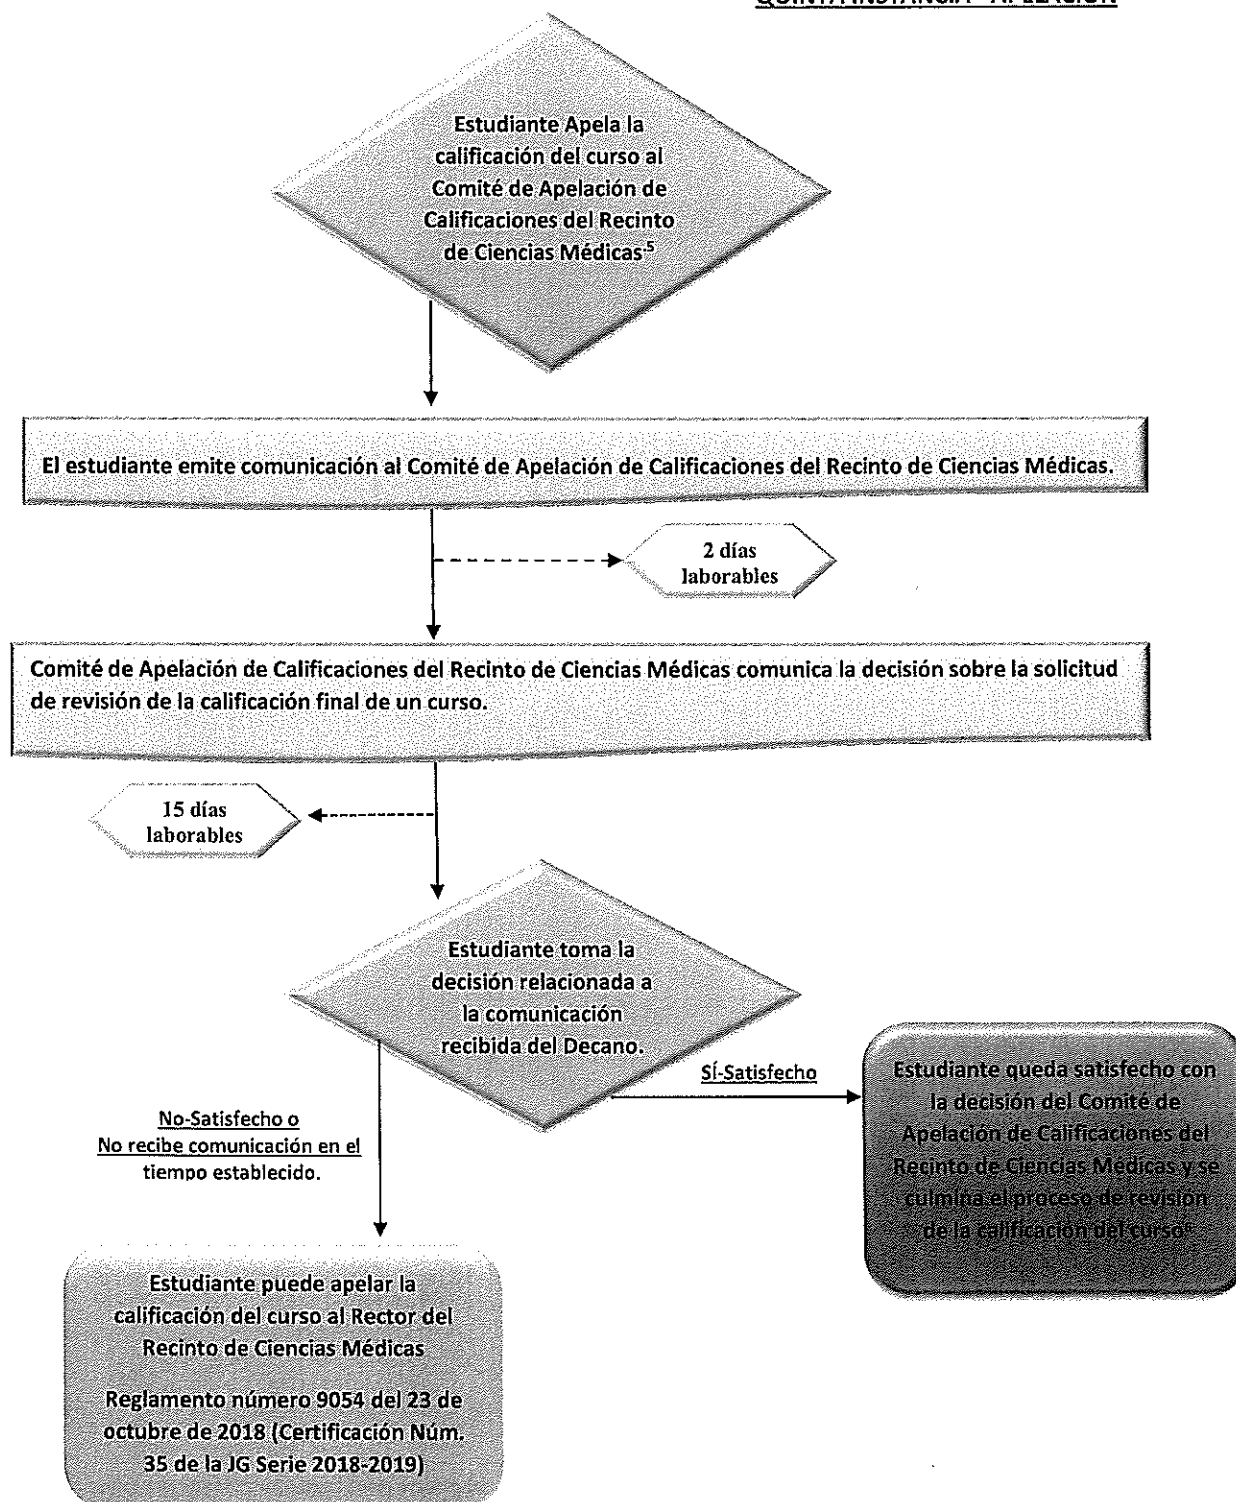 QUINTA INSTANCIA - APELACIÓN
Estudiante Apela la
calificación del curso al
Comité de Apelación de
Calificaciones del Recinto
de Ciencias Médicas.5
El estudiante emite comunicación al Comité de Apelación de Calificaciones del Recinto de Ciencias Médicas.
2 días
laborables
Comité de Apelación de Calificaciones del Recinto de Ciencias Médicas comunica la decisión sobre la solicitud
de revisión de la calificación final de un curso.
15 días
laborables
Estudiante toma la
decisión relacionada a
la comunicación
recibida del Decano.
SÍ-Satisfecho
Estudiante queda satisfecho con
la decisión del Comité de
Apelación de Calificaciones del
Recinto de Ciencias Médicas y se
culmina el proceso de revisión
de la calificación del curso
No-Satisfecho o
No recibe comunicación en el
tiempo establecido.
Estudiante puede apelar la
calificación del curso al Rector del
Recinto de Ciencias Médicas
Reglamento número 9054 del 23 de
octubre de 2018 (Certificación Núm.
35 de la JG Serie 2018-2019)